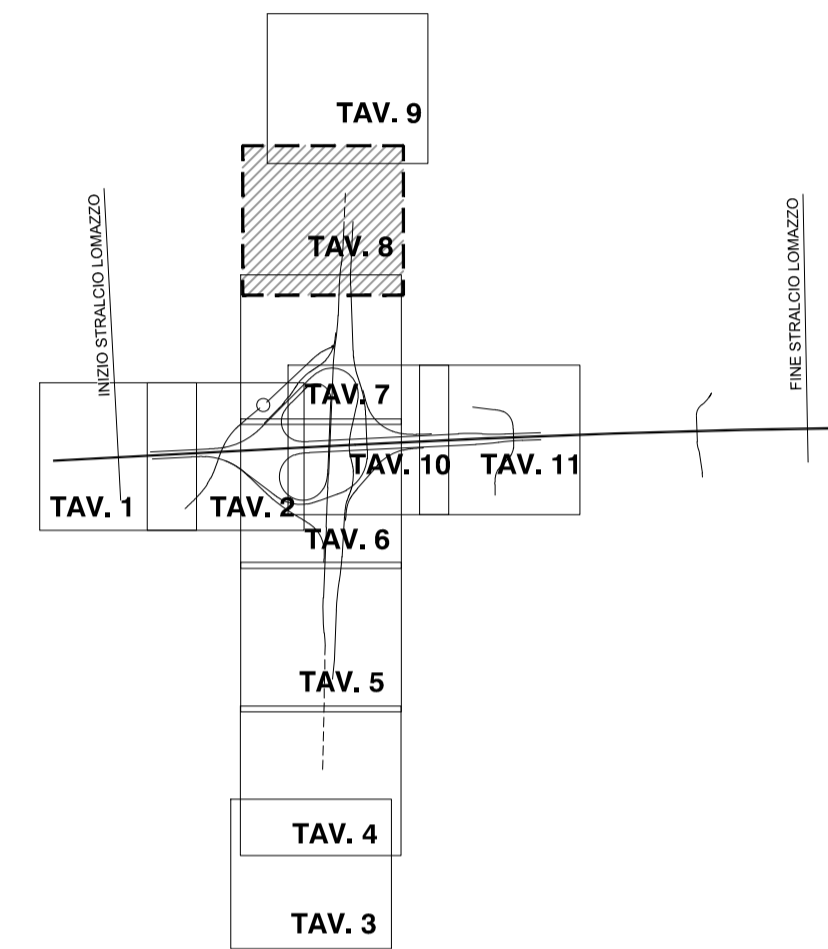 TAV. 9
INIZIO STRALCIO LOMAZZO
FINE STRALCIO LOMAZZO
TAV. 8
TAV. 7
TAV. 10
TAV. 11
TAV. 1
TAV. 2
TAV. 6
TAV. 5
TAV. 4
TAV. 3